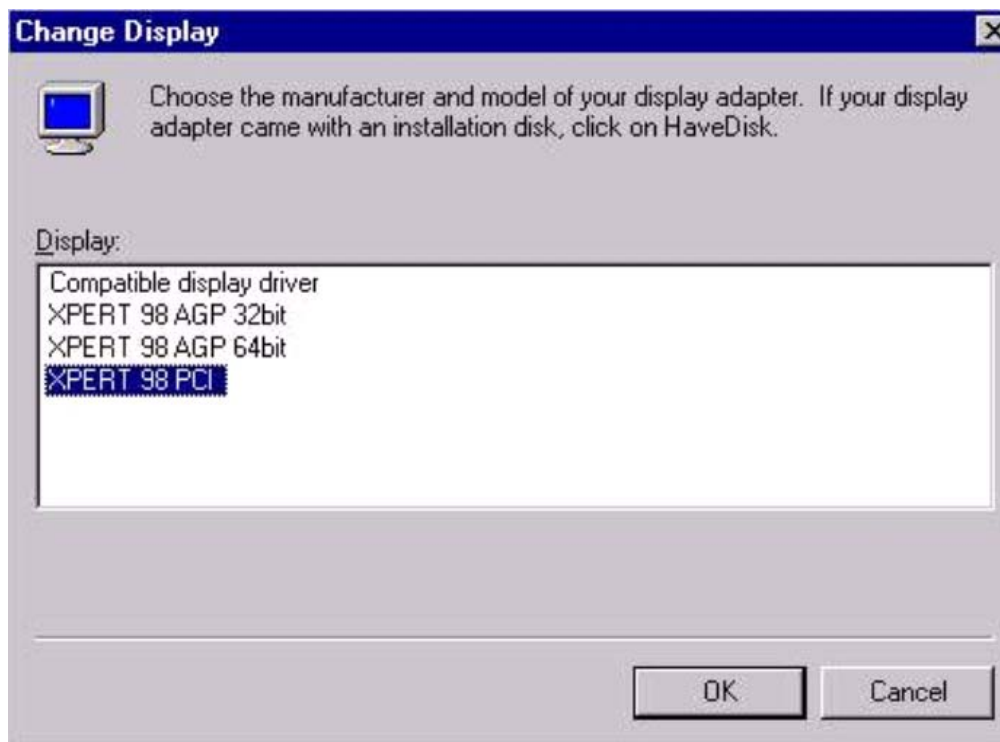 Change Display
Choose the manufacturer and model of your display adapter.  If your display
adapter came with an installation disk, click on HaveDisk.
Display:
Compatible display driver
XPERT 98 AGP 32bit
XPERT 98 AGP 64bit
XPERT 98 PCI
OK
Cancel